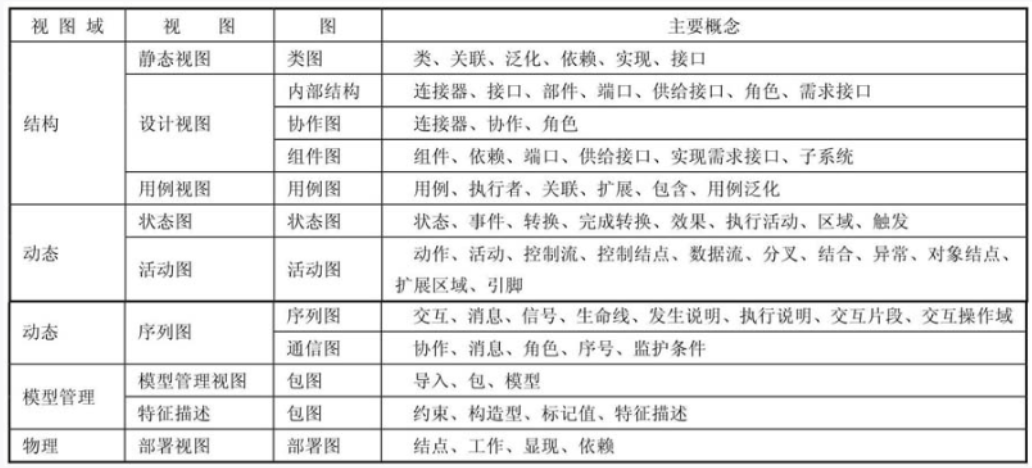 视图域 视图 图 主要概念
静态视图 类图 类、关联、泛化、依赖、实现、接口
内部结构 连接器、接口、部件、端口、供给接口、角色、需求接口
结构 设计视图 协作图 连接器、协作、角色
组件图 组件、依赖、端口、供给接口、实现需求接口、子系统
用例视图 用例图 用例、执行者、关联、扩展、包含、用例泛化
状态图 状态图 状态、事件、转换、完成转换、效果、执行活动、区域、触发
动态
活动图 活动图 动作、活动、控制流、控制结点、数据流、分叉、结合、异常、对象结点、
扩展区域、引脚
动态 序列图 序列图 交互、消息、信号、生命线、发生说明、执行说明、交互片段、交互操作域
通信图 协作、消息、角色、序号、监护条件
模型管理 模型管理视图 包图 导入、包、模型
特征描述 包图 约束、构造型、标记值、特征描述
物理 部署视图 部署图 结点、工作、显现、依赖